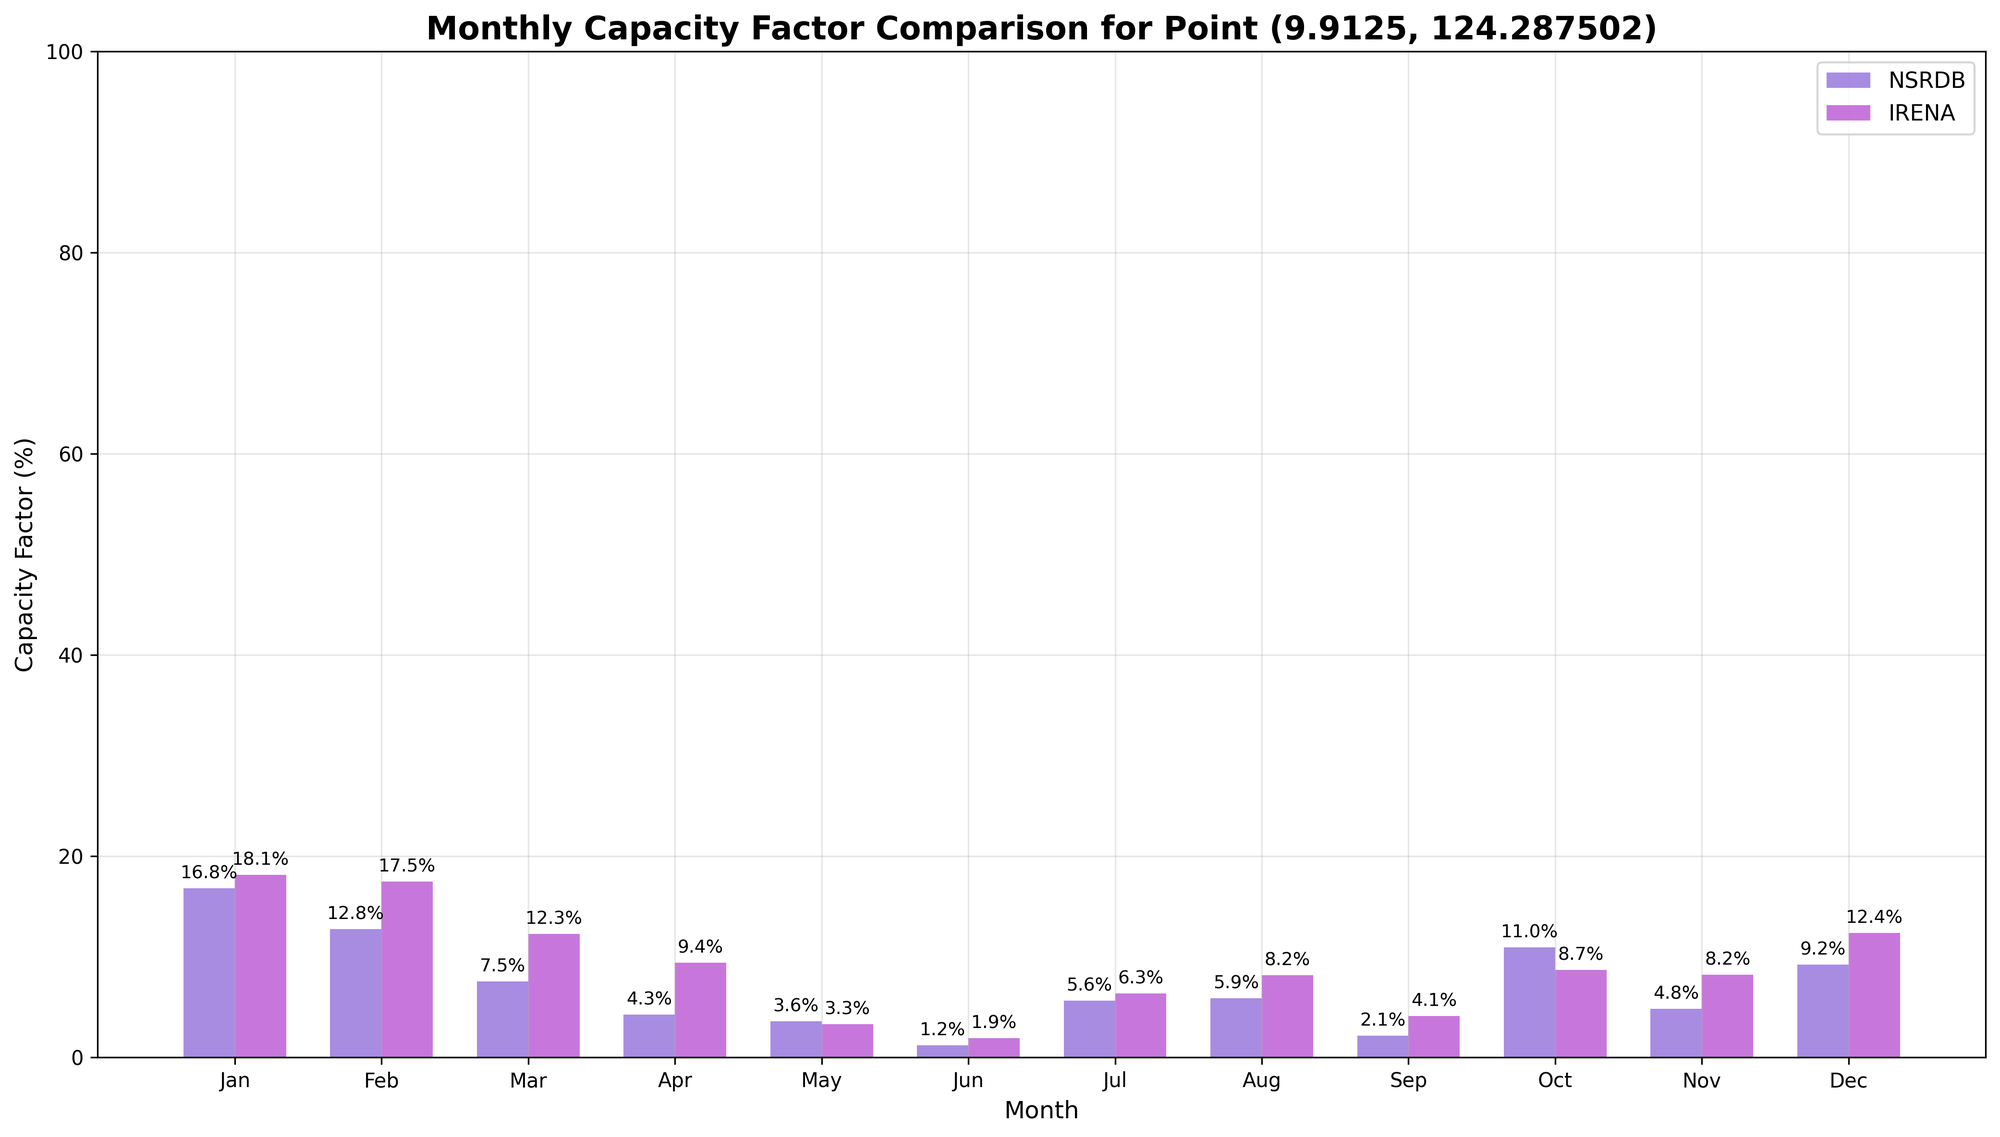 Monthly Capacity Factor Comparison for Point (9.9125, 124.287502)
NSRDB
IRENA
Capacity Factor (%)
100
80
60
40
20
0
16.8% 18.1% 12.8% 17.5% 7.5% 12.3% 4.3% 9.4% 3.6% 3.3% 1.2% 1.9% 5.6% 6.3% 5.9% 8.2% 2.1% 4.1% 11.0% 8.7% 4.8% 8.2% 9.2% 12.4%
Jan Feb Mar Apr May Jun Jul Aug Sep Oct Nov Dec
Month